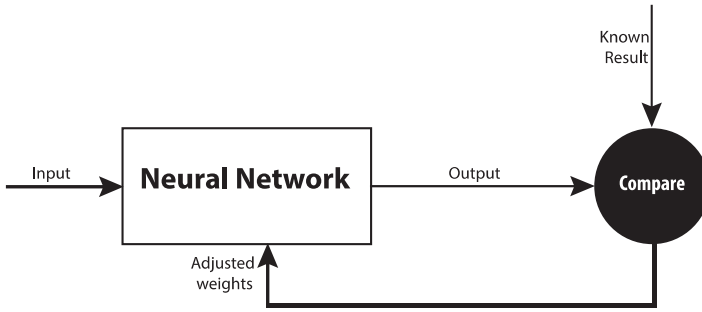 Known
Result
Input
Neural Network
Output
Compare
Adjusted
weights